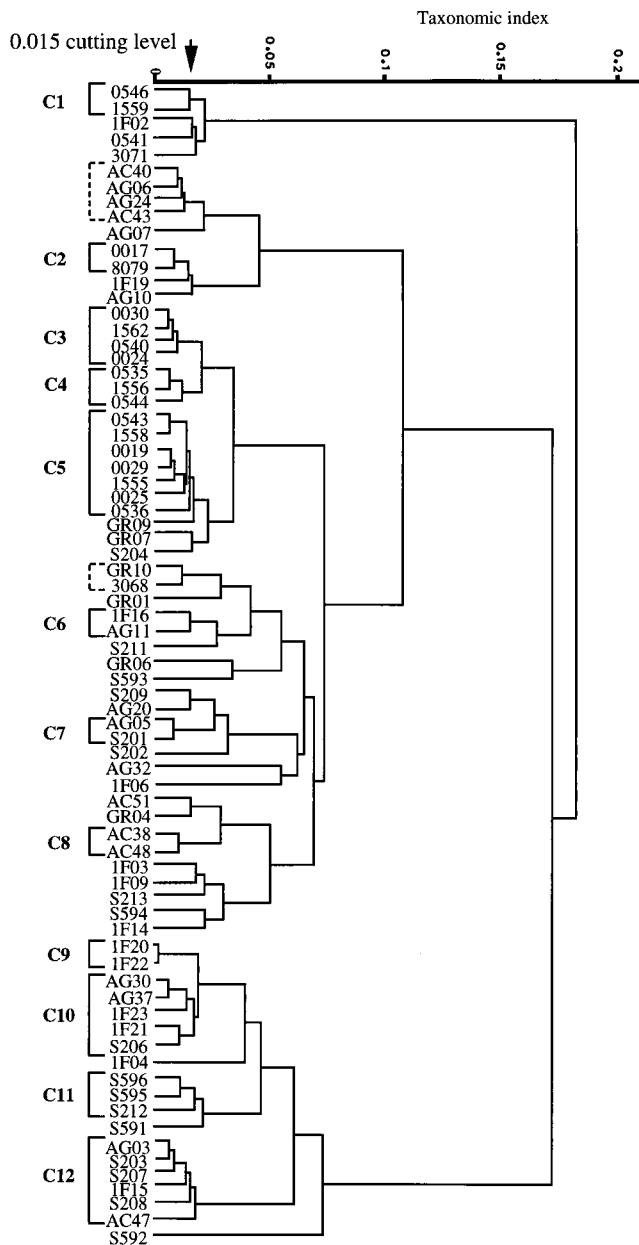 Taxonomic index
0.015 cutting level
0
0.05
0.1
0.15
0.2
C1
0546
1559
1F02
0541
3071
AC40
AG06
AG24
AC43
AG07
C2
0017
8079
1F19
AG10
C3
0030
1562
0540
0024
C4
0535
1556
0544
C5
0543
1558
0019
0029
1555
0025
0536
GR09
GR07
S204
GR10
3068
GR01
C6
1F16
AG11
S211
GR06
S593
S209
AG20
C7
AG05
S201
S202
AG32
1F06
AC51
GR04
C8
AC38
AC48
1F03
1F09
S213
S594
1F14
C9
1F20
1F22
C10
AG30
AG37
1F23
1F21
S206
1F04
C11
S596
S595
S212
S591
C12
AG03
S203
S207
1F15
S208
AC47
S592